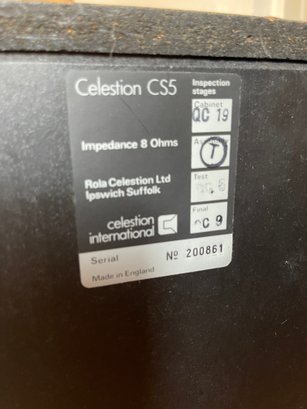 Celestion CS5
Inspection
stages
Cabinet
QC 19
Impedance 8 Ohms
T
Rola Celestion Ltd
Ipswich Suffolk
Test
celestion
international
Final
C 9
Serial
Nº 200861
Made in England